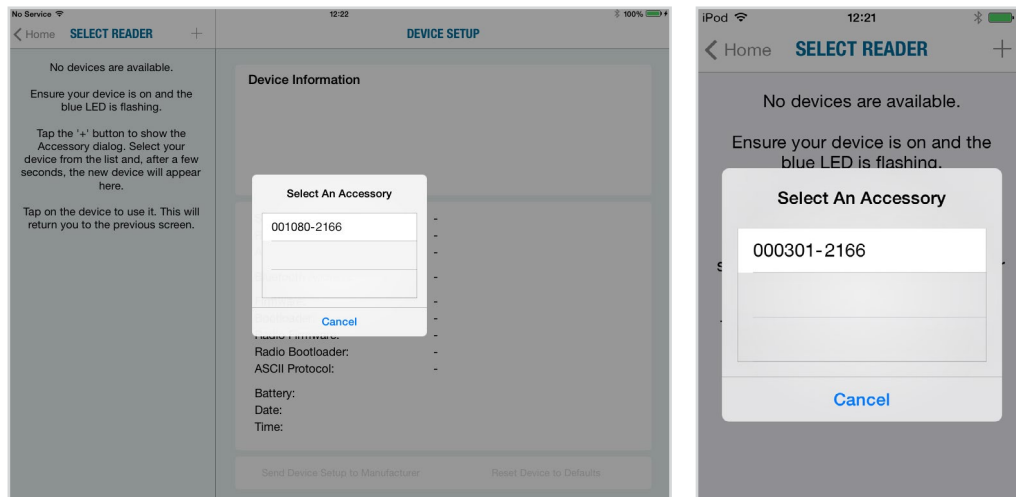 No Service 12:22 100%
Home SELECT READER + DEVICE SETUP
No devices are available.
Ensure your device is on and the
blue LED is flashing.
Tap the '+' button to show the
Accessory dialog. Select your
device from the list and, after a few
seconds, the new device will appear
here.
Tap on the device to use it. This will
return you to the previous screen.
Device Information
Select An Accessory
001080-2166
Cancel
-
-
-
-
-
-
Radio Firmware: -
Radio Bootloader: -
ASCII Protocol: -
Battery:
Date:
Time:
Send Device Setup to Manufacturer Reset Device to Defaults
iPod 12:21
Home SELECT READER +
No devices are available.
Ensure your device is on and the
blue LED is flashing.
Select An Accessory
000301-2166
Cancel